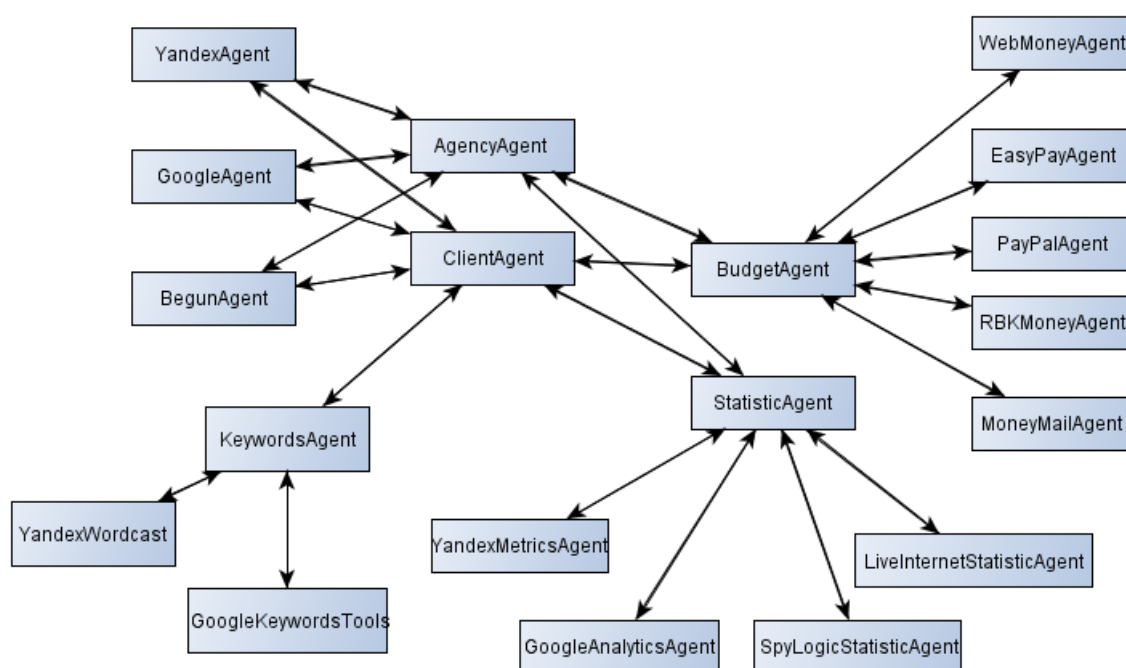 YandexAgent
WebMoneyAgent
AgencyAgent
EasyPayAgent
GoogleAgent
PayPalAgent
ClientAgent
BudgetAgent
BegunAgent
RBKMoneyAgent
StatisticAgent
MoneyMailAgent
KeywordsAgent
YandexWordcast
YandexMetricsAgent
LiveInternetStatisticAgent
GoogleKeywordsTools
GoogleAnalyticsAgent
SpyLogicStatisticAgent